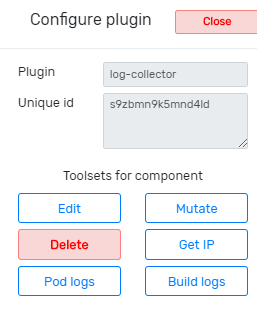 Configure plugin
Close
Plugin
log-collector
Unique id
s9zbmn9k5mnd4ld
Toolsets for component
Edit
Mutate
Delete
Get IP
Pod logs
Build logs